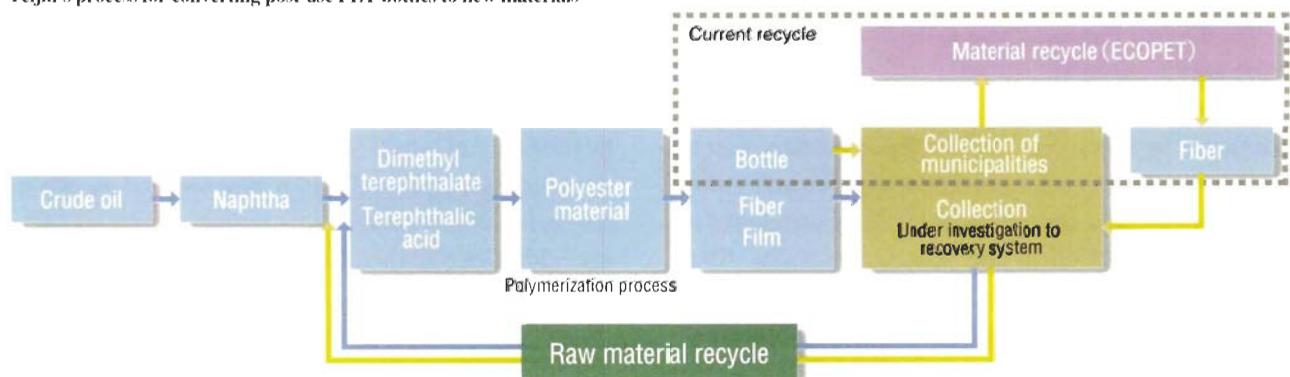 Current recycle
Material recycle (ECOPET)
Crude oil
Naphtha
Dimethyl
terephthalate
Terephthalic
acid
Polyester
material
Polymerization process
Bottle
Fiber
Film
Collection of
municipalities
Collection
Under investigation to
recovery system
Fiber
Raw material recycle